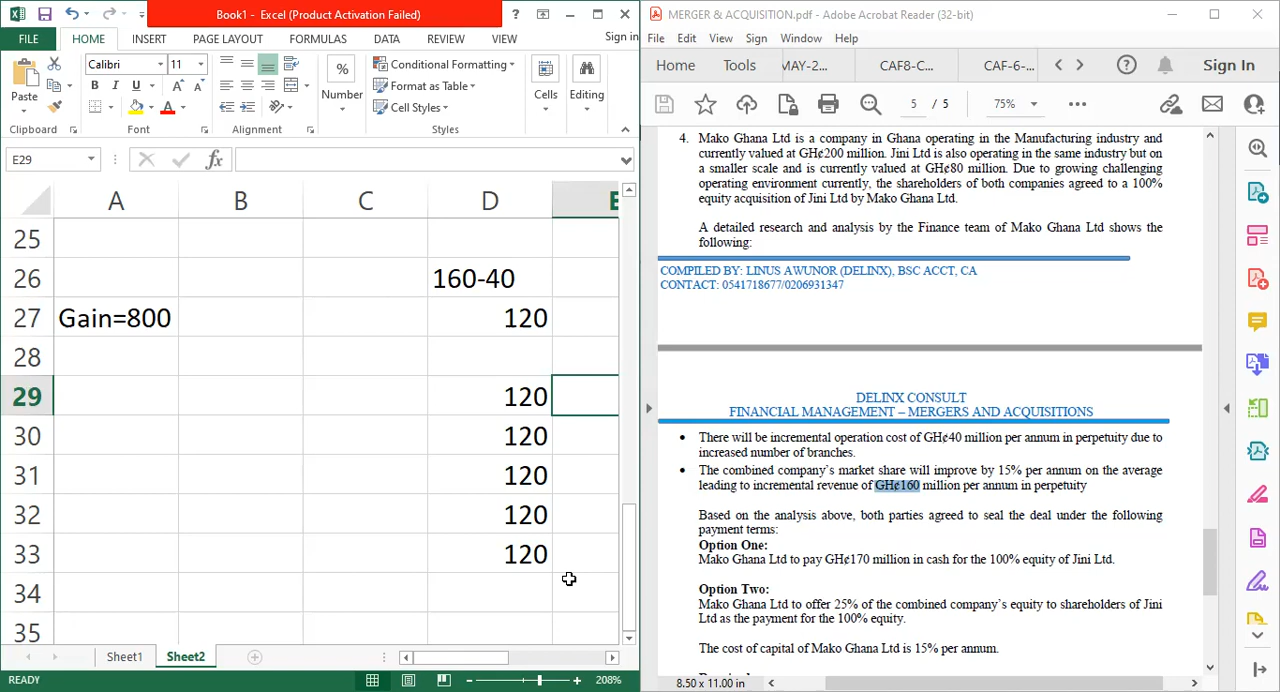 Book1 - Excel (Product Activation Failed)
FILE
HOME
INSERT
PAGE LAYOUT
FORMULAS
DATA
REVIEW
VIEW
Sign in
Paste
Calibri
11
B I U
A A
A
%
Number
Conditional Formatting
Format as Table
Cell Styles
Cells
Editing
Clipboard
Font
Alignment
Styles
E29
fx
A B C D E
25
26 160-40
27 Gain=800 120
28
29 120
30 120
31 120
32 120
33 120
34
35
Sheet1
Sheet2
READY
208%
MERGER & ACQUISITION.pdf - Adobe Acrobat Reader (32-bit)
File Edit View Sign Window Help
Home
Tools
MAY-2...
CAF8-C...
CAF-6-...
Sign In
5 / 5
75%
4. Mako Ghana Ltd is a company in Ghana operating in the Manufacturing industry and
currently valued at GH¢200 million. Jini Ltd is also operating in the same industry but on
a smaller scale and is currently valued at GH¢80 million. Due to growing challenging
operating environment currently, the shareholders of both companies agreed to a 100%
equity acquisition of Jini Ltd by Mako Ghana Ltd.
A detailed research and analysis by the Finance team of Mako Ghana Ltd shows the
following:
COMPILED BY: LINUS AWUNOR (DELINX), BSC ACCT, CA
CONTACT: 0541718677/0206931347
DELINX CONSULT
FINANCIAL MANAGEMENT – MERGERS AND ACQUISITIONS
• There will be incremental operation cost of GH¢40 million per annum in perpetuity due to
increased number of branches.
• The combined company's market share will improve by 15% per annum on the average
leading to incremental revenue of GH¢160 million per annum in perpetuity
Based on the analysis above, both parties agreed to seal the deal under the following
payment terms:
Option One:
Mako Ghana Ltd to pay GH¢170 million in cash for the 100% equity of Jini Ltd.
Option Two:
Mako Ghana Ltd to offer 25% of the combined company's equity to shareholders of Jini
Ltd as the payment for the 100% equity.
The cost of capital of Mako Ghana Ltd is 15% per annum.
8.50 x 11.00 in